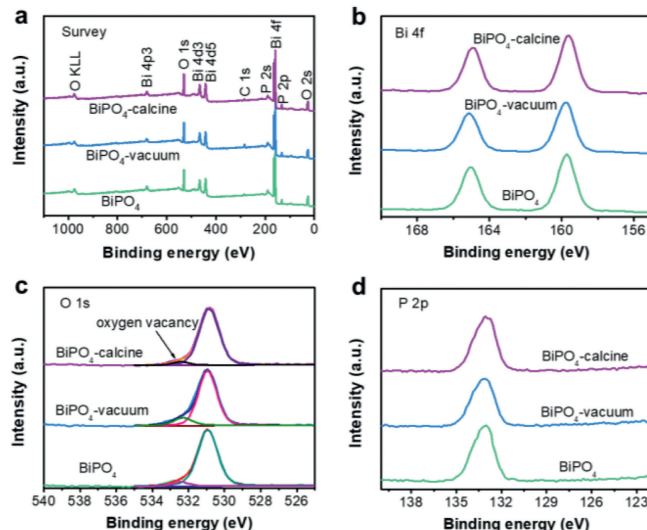 a
Survey
Intensity (a.u.)
O KLL
Bi 4p3
O 1s
Bi 4d3
Bi 4d5
C 1s
P 2s
Bi 4f
P 2p
O 2s
BiPO₄-calcine
BiPO₄-vacuum
BiPO₄
1000 800 600 400 200 0
Binding energy (eV)
b
Bi 4f
Intensity (a.u.)
BiPO₄-calcine
BiPO₄-vacuum
BiPO₄
168 164 160 156
Binding energy (eV)
c
O 1s
Intensity (a.u.)
oxygen vacancy
BiPO₄-calcine
BiPO₄-vacuum
BiPO₄
540 538 536 534 532 530 528 526
Binding energy (eV)
d
P 2p
Intensity (a.u.)
BiPO₄-calcine
BiPO₄-vacuum
BiPO₄
138 135 132 129 126 123
Binding energy (eV)